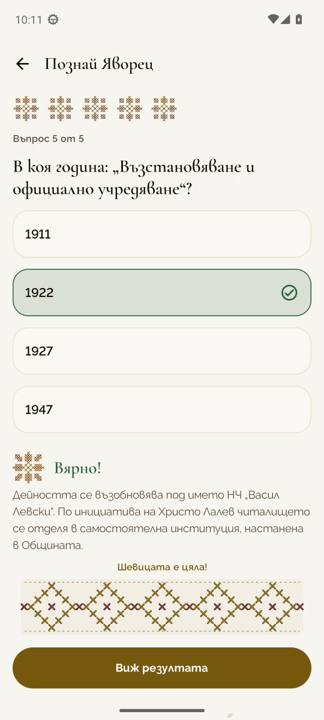 10:11
Познай Яворец
Въпрос 5 от 5
В коя година: „Възстановяване и
официално учредяване“?
1911
1922
1927
1947
Вярно!
Дейността се възобновява под името НЧ „Васил
Левски“. По инициатива на Христо Лалев читалището
се отделя в самостоятелна институция, настанена
в Общината.
Шевицата е цяла!
Виж резултата